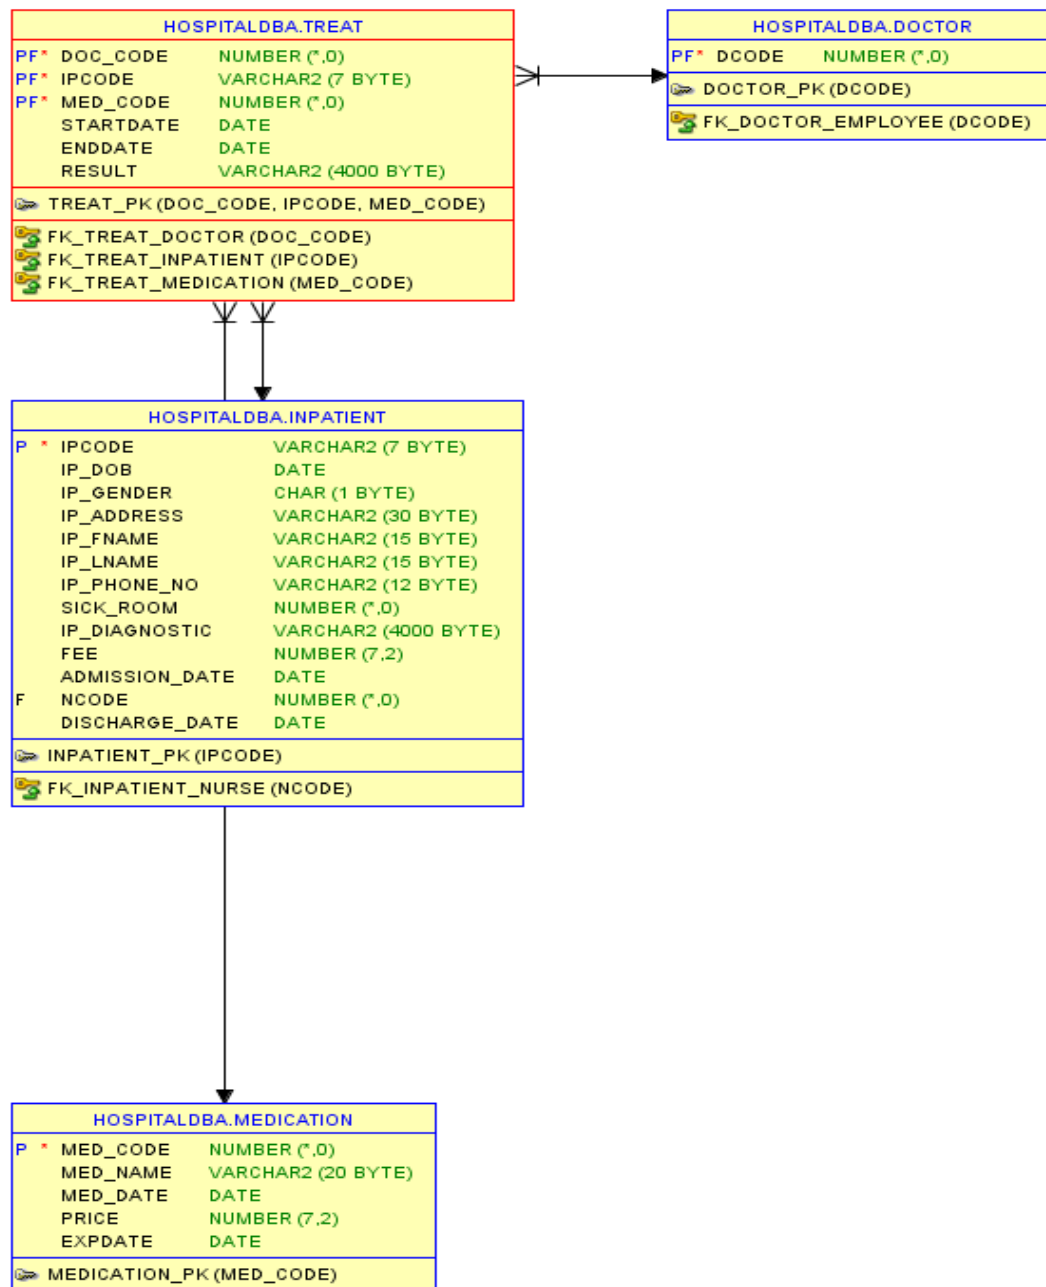 HOSPITALDBA.TREAT
PF* DOC_CODE NUMBER (*,0)
PF* IPCODE VARCHAR2 (7 BYTE)
PF* MED_CODE NUMBER (*,0)
STARTDATE DATE
ENDDATE DATE
RESULT VARCHAR2 (4000 BYTE)
TREAT_PK (DOC_CODE, IPCODE, MED_CODE)
FK_TREAT_DOCTOR (DOC_CODE)
FK_TREAT_INPATIENT (IPCODE)
FK_TREAT_MEDICATION (MED_CODE)
HOSPITALDBA.DOCTOR
PF* DCODE NUMBER (*,0)
DOCTOR_PK (DCODE)
FK_DOCTOR_EMPLOYEE (DCODE)
HOSPITALDBA.INPATIENT
P * IPCODE VARCHAR2 (7 BYTE)
IP_DOB DATE
IP_GENDER CHAR (1 BYTE)
IP_ADDRESS VARCHAR2 (30 BYTE)
IP_FNAME VARCHAR2 (15 BYTE)
IP_LNAME VARCHAR2 (15 BYTE)
IP_PHONE_NO VARCHAR2 (12 BYTE)
SICK_ROOM NUMBER (*,0)
IP_DIAGNOSTIC VARCHAR2 (4000 BYTE)
FEE NUMBER (7,2)
ADMISSION_DATE DATE
F NCODE NUMBER (*,0)
DISCHARGE_DATE DATE
INPATIENT_PK (IPCODE)
FK_INPATIENT_NURSE (NCODE)
HOSPITALDBA.MEDICATION
P * MED_CODE NUMBER (*,0)
MED_NAME VARCHAR2 (20 BYTE)
MED_DATE DATE
PRICE NUMBER (7,2)
EXPDATE DATE
MEDICATION_PK (MED_CODE)